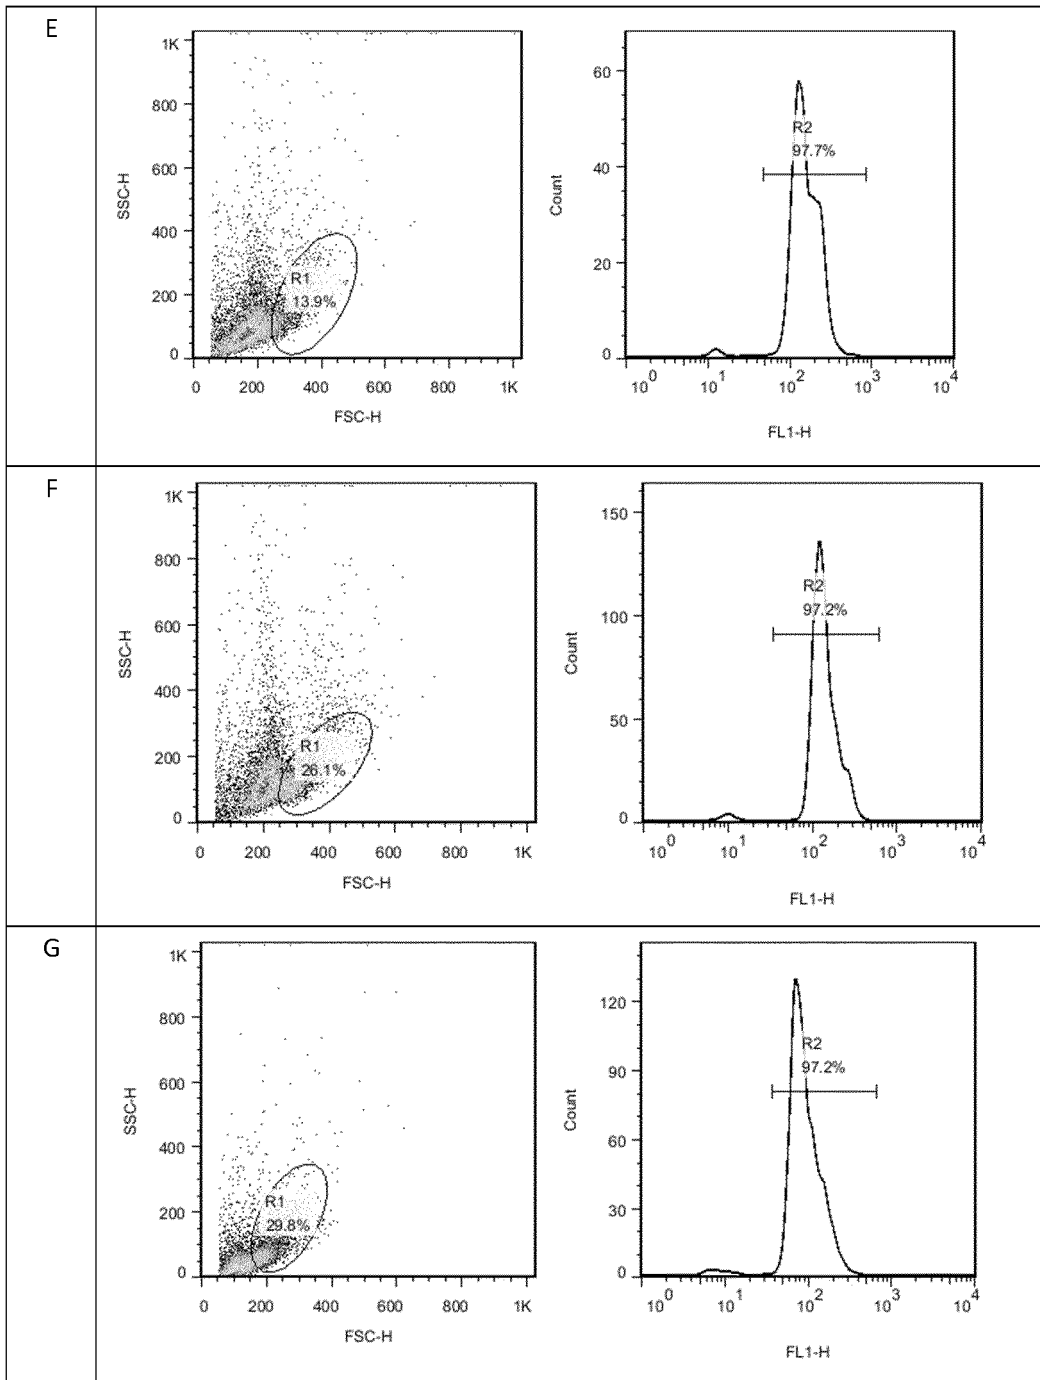 E
1K
800
600
400
200
0
SSC-H
R1
13.9%
0 200 400 600 800 1K
FSC-H
60
40
20
0
Count
R2
97.7%
10^0 10^1 10^2 10^3 10^4
FL1-H
F
1K
800
600
400
200
0
SSC-H
R1
26.1%
0 200 400 600 800 1K
FSC-H
150
100
50
0
Count
R2
97.2%
10^0 10^1 10^2 10^3 10^4
FL1-H
G
1K
800
600
400
200
0
SSC-H
R1
29.8%
0 200 400 600 800 1K
FSC-H
120
90
60
30
0
Count
R2
97.2%
10^0 10^1 10^2 10^3 10^4
FL1-H